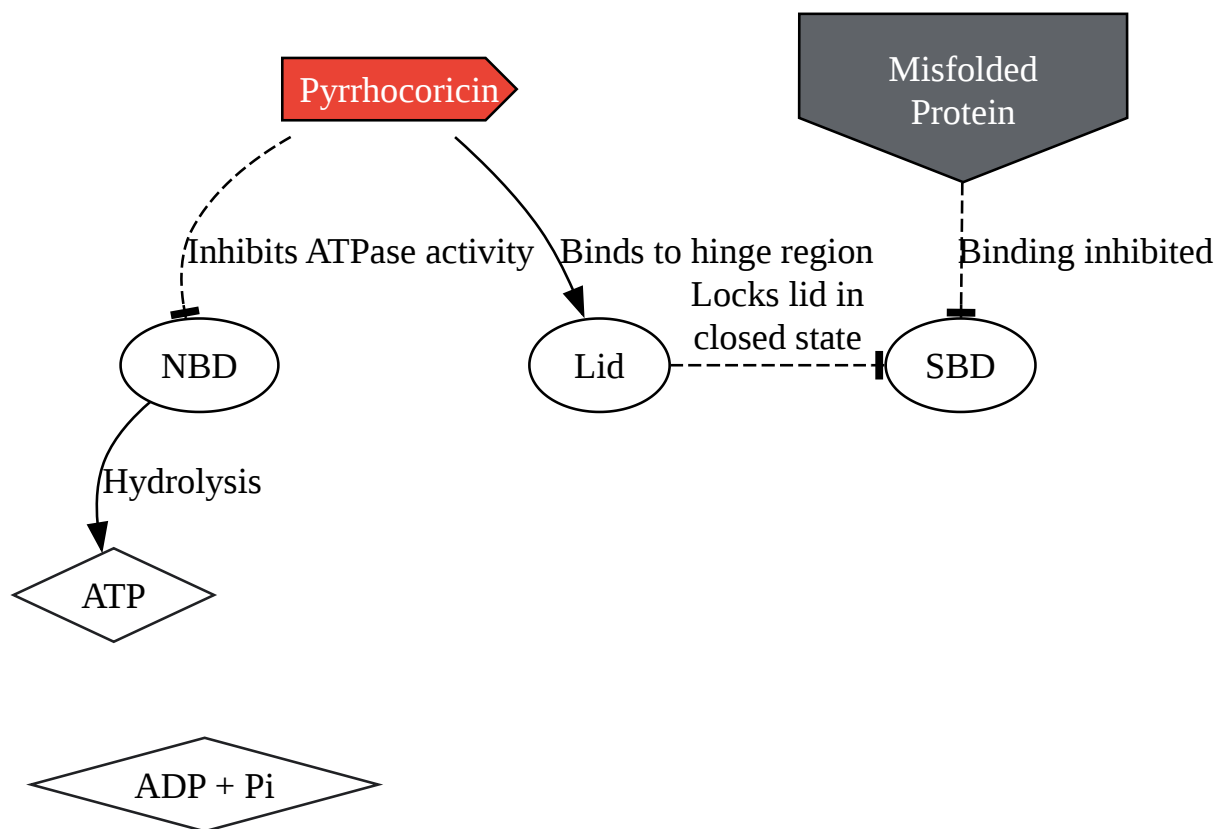 Pyrrhocoricin
Misfolded
Protein
Inhibits ATPase activity
Binds to hinge region
Binding inhibited
Locks lid in
closed state
NBD
Lid
SBD
Hydrolysis
ATP
ADP + Pi